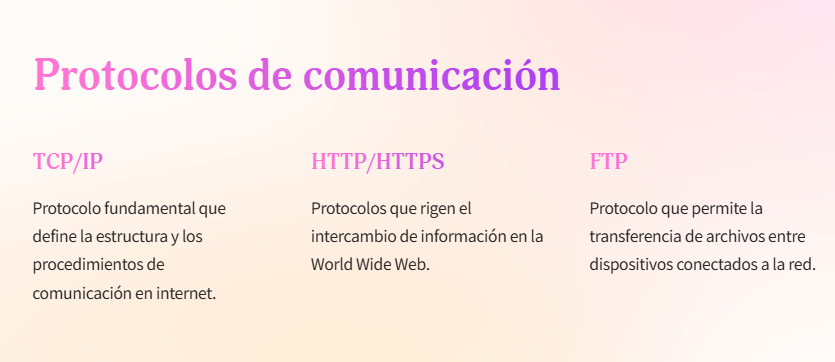 Protocolos de comunicación
TCP/IP
Protocolo fundamental que
define la estructura y los
procedimientos de
comunicación en internet.
HTTP/HTTPS
Protocolos que rigen el
intercambio de información en la
World Wide Web.
FTP
Protocolo que permite la
transferencia de archivos entre
dispositivos conectados a la red.